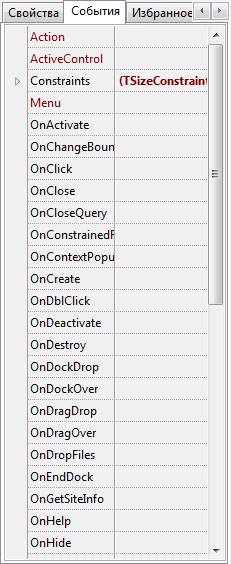 Свойства События Избранное
Action
ActiveControl
Constraints (TSizeConstraint
Menu
OnActivate
OnChangeBoun
OnClick
OnClose
OnCloseQuery
OnConstrainedR
OnContextPopu
OnCreate
OnDblClick
OnDeactivate
OnDestroy
OnDockDrop
OnDockOver
OnDragDrop
OnDragOver
OnDropFiles
OnEndDock
OnGetSiteInfo
OnHelp
OnHide